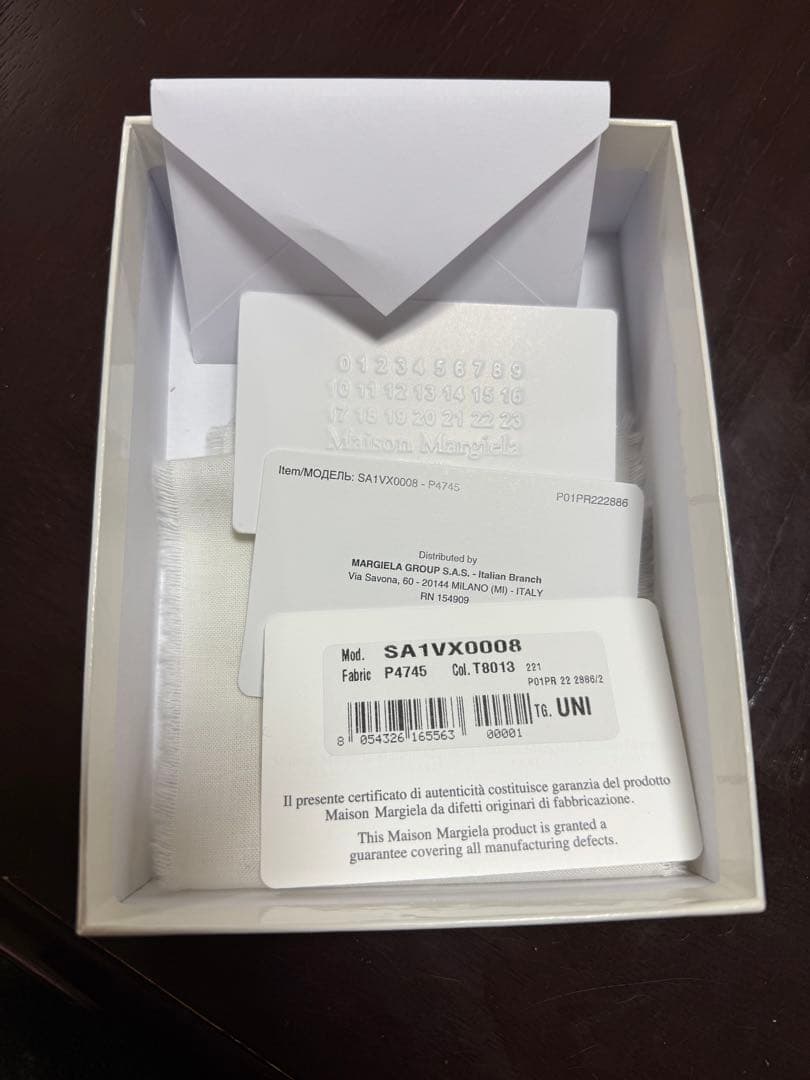 0 1 2 3 4 5 6 7 8 9
10 11 12 13 14 15 16
17 18 19 20 21 22 23
Maison Margiela
Item/МОДЕЛЬ: SA1VX0008 - P4745
P01PR222886
Distributed by
MARGIELA GROUP S.A.S. - Italian Branch
Via Savona, 60 - 20144 MILANO (MI) - ITALY
RN 154909
Mod. SA1VX0008
Fabric P4745 Col. T8013 221
P01PR 22 2886/2
TG. UNI
8 054326 165563 00001
Il presente certificato di autenticità costituisce garanzia del prodotto
Maison Margiela da difetti originari di fabbricazione.
This Maison Margiela product is granted a
guarantee covering all manufacturing defects.